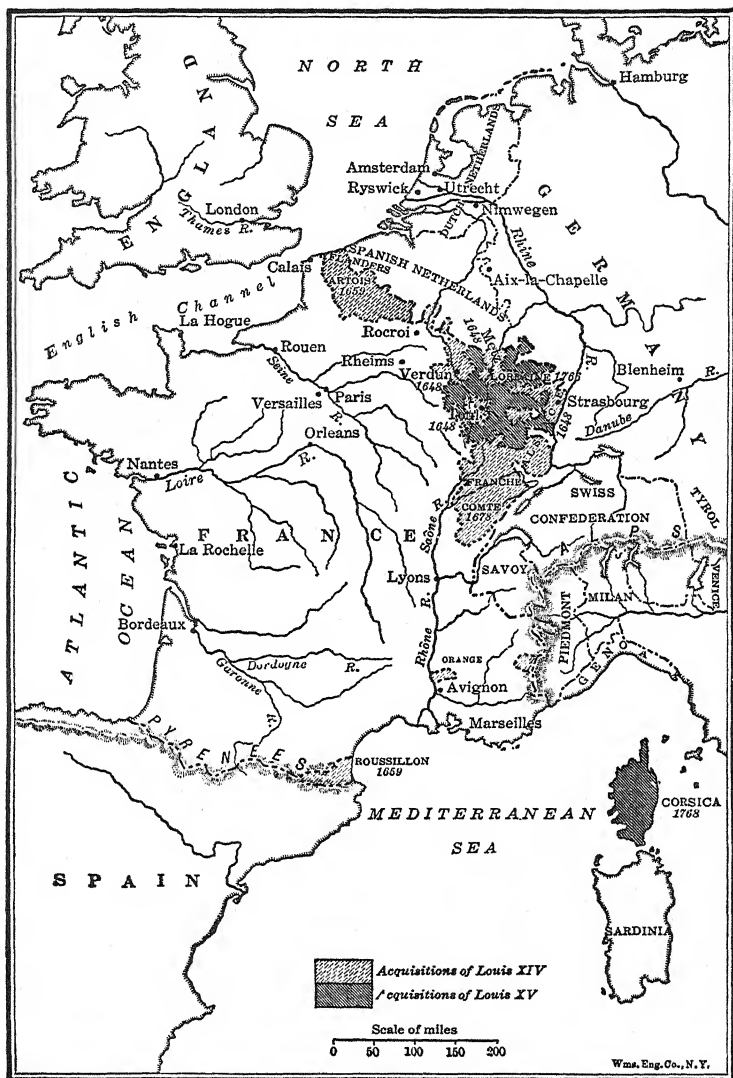 NORTH
SEA
Hamburg
ENGLAND
London
Thames R.
Amsterdam
Ryswick
Utrecht
Nimwegen
DUTCH NETHERLANDS
GERMANY
Rhine
R.
Calais
FLANDERS
SPANISH NETHERLANDS
ARTOIS
1659
Aix-la-Chapelle
English Channel
La Hogue
Rocroi
1648
Rouen
Rheims
Seine
R.
Verdun
1648
Lorraine 1766
Toul
1648
1648
Strasbourg
Blenheim
Danube
R.
Paris
Versailles
Orleans
Nantes
Loire
R.
FRANCHE
COMTE
1678
SWISS
CONFEDERATION
TYROL
ALPS
ATLANTIC
OCEAN
FRANCE
La Rochelle
Saône R.
Lyons
SAVOY
PIEDMONT
MILAN
VENICE
GENOA
Bordeaux
Dordogne
R.
Garonne
R.
Rhône
R.
ORANGE
Avignon
Marseilles
PYRENEES
ROUSSILLON
1659
MEDITERRANEAN
SEA
CORSICA
1768
SPAIN
SARDINIA
Acquisitions of Louis XIV
Acquisitions of Louis XV
Scale of miles
0 50 100 150 200
Wms. Eng. Co., N. Y.